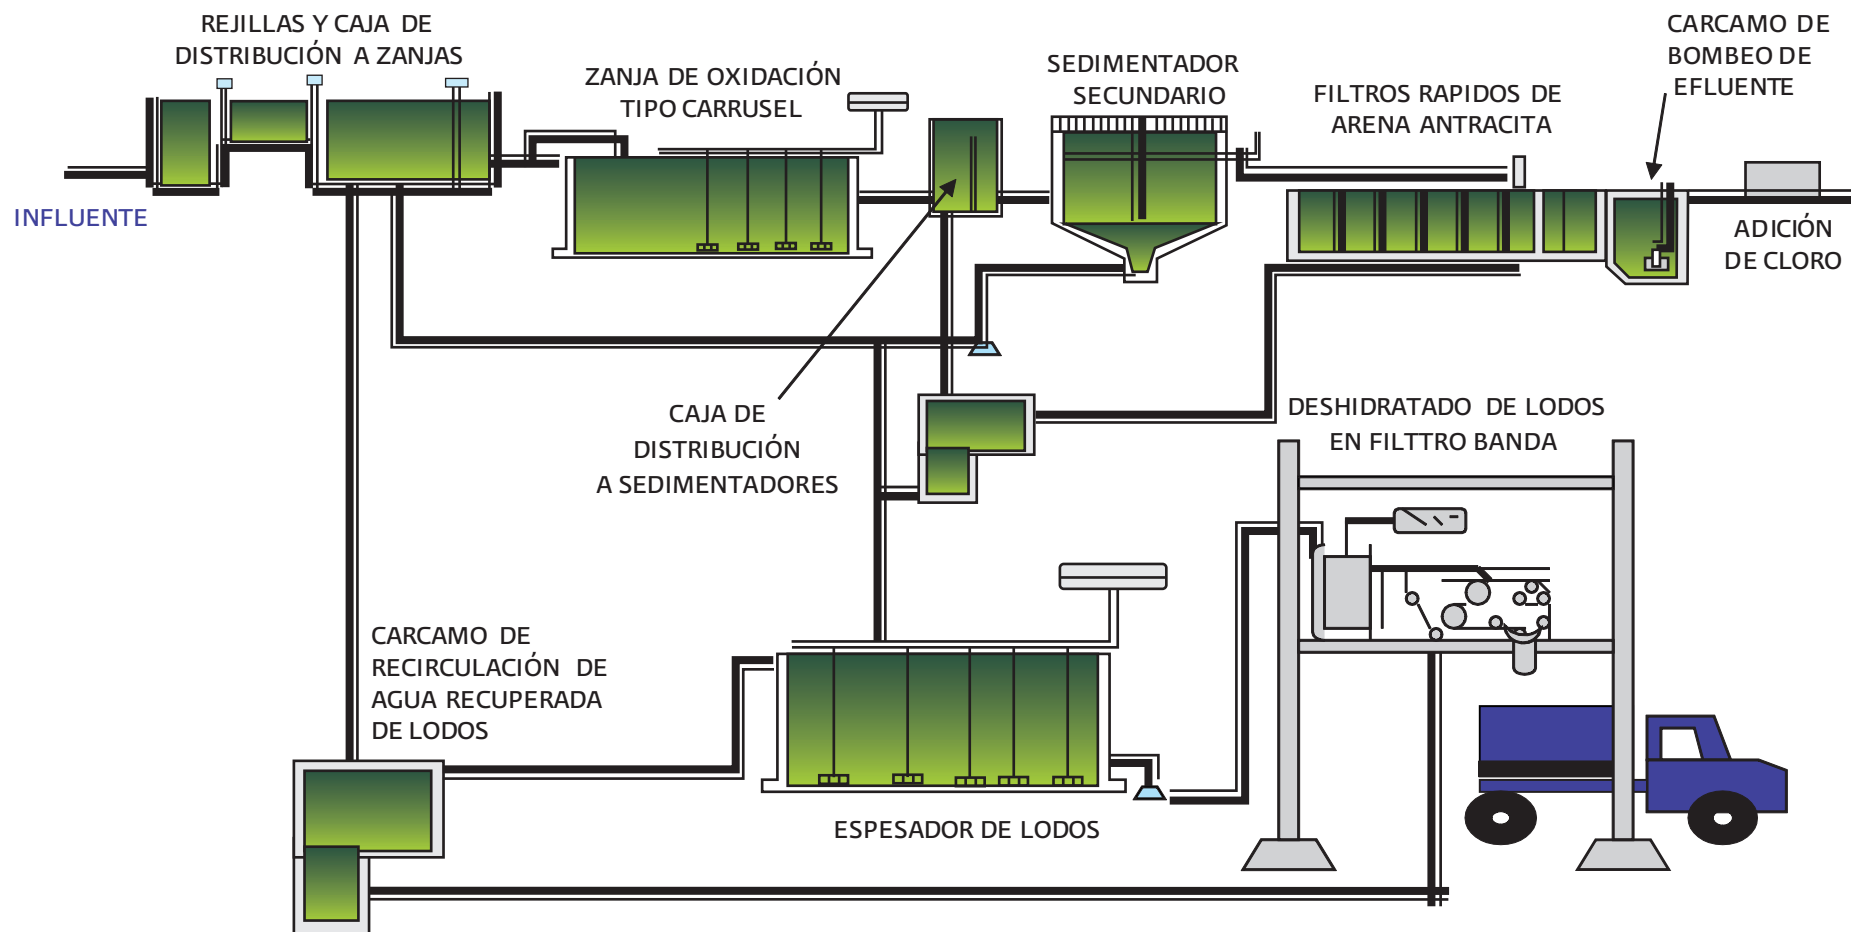 REJILLAS Y CAJA DE
DISTRIBUCIÓN A ZANJAS
ZANJA DE OXIDACIÓN
TIPO CARRUSEL
SEDIMENTADOR
SECUNDARIO
FILTROS RAPIDOS DE
ARENA ANTRACITA
CARCAMO DE
BOMBEO DE
EFLUENTE
INFLUENTE
ADICIÓN
DE CLORO
CAJA DE
DISTRIBUCIÓN
A SEDIMENTADORES
DESHIDRATADO DE LODOS
EN FILTTRO BANDA
CARCAMO DE
RECIRCULACIÓN DE
AGUA RECUPERADA
DE LODOS
ESPESADOR DE LODOS